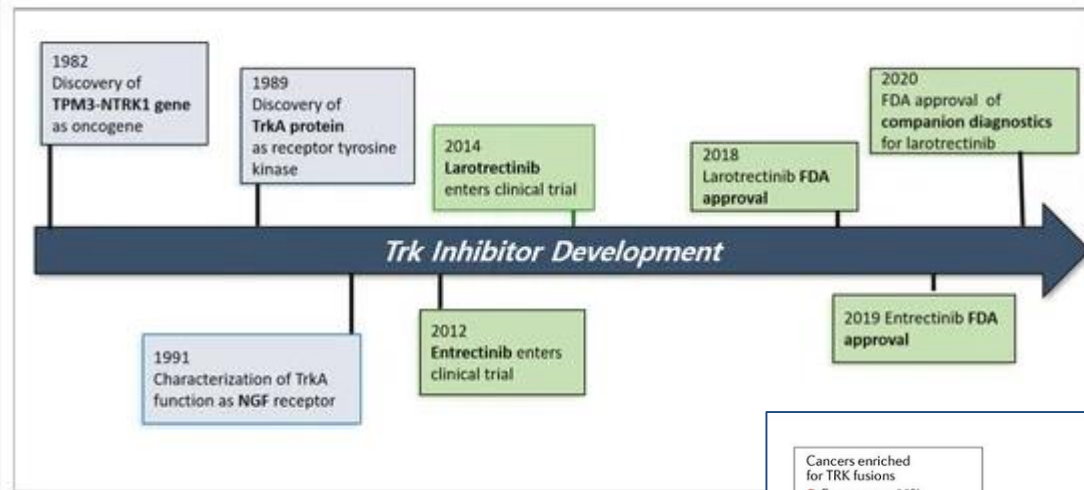 1982
Discovery of
TPM3-NTRK1 gene
as oncogene
1989
Discovery of
TrkA protein
as receptor tyrosine
kinase
2014
Larotrectinib
enters clinical trial
2018
Larotrectinib FDA
approval
2020
FDA approval of
companion diagnostics
for larotrectinib
Trk Inhibitor Development
1991
Characterization of TrkA
function as NGF receptor
2012
Entrectinib enters
clinical trial
2019 Entrectinib FDA
approval
Cancers enriched
for TRK fusions